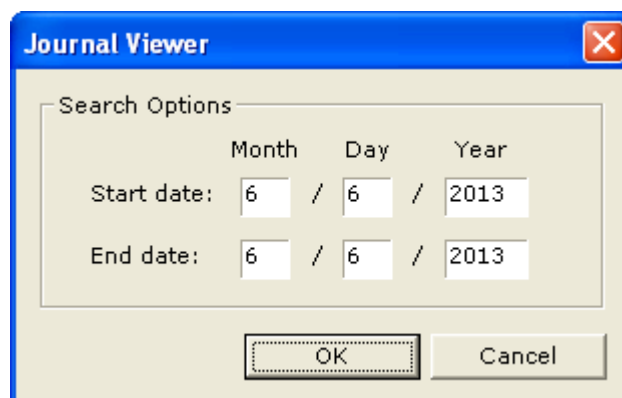 Journal Viewer
Search Options
Month Day Year
Start date: 6 / 6 / 2013
End date: 6 / 6 / 2013
OK Cancel